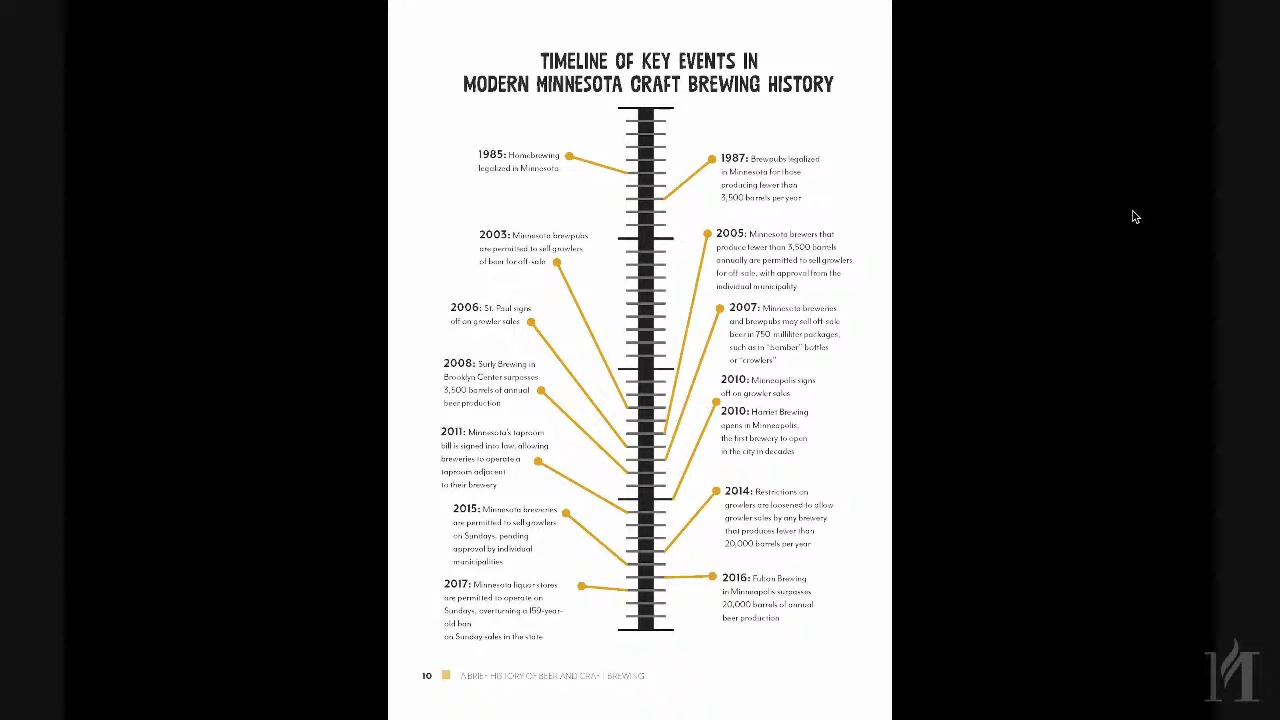 TIMELINE OF KEY EVENTS IN
MODERN MINNESOTA CRAFT BREWING HISTORY
1985: Homebrewing
legalized in Minnesota
1987: Brewpubs legalized
in Minnesota for those
producing fewer than
3,500 barrels per year
2003: Minnesota brewpubs
are permitted to sell growlers
of beer for off-sale
2005: Minnesota brewers that
produce fewer than 3,500 barrels
annually are permitted to sell growlers
for off-sale, with approval from the
individual municipality
2006: St. Paul signs
off on growler sales
2007: Minnesota breweries
and brewpubs may sell off-sale
beer in 750-milliliter packages,
such as in "bomber" bottles
or "crowlers"
2008: Surly Brewing in
Brooklyn Center surpasses
3,500 barrels of annual
beer production
2010: Minneapolis signs
off on growler sales
2010: Harriet Brewing
opens in Minneapolis,
the first brewery to open
in the city in decades
2011: Minnesota's taproom
bill is signed into law, allowing
breweries to operate a
taproom adjacent
to their brewery
2014: Restrictions on
growlers are loosened to allow
growler sales by any brewery
that produces fewer than
20,000 barrels per year
2015: Minnesota breweries
are permitted to sell growlers
on Sundays, pending
approval by individual
municipalities
2016: Fulton Brewing
in Minneapolis surpasses
20,000 barrels of annual
beer production
2017: Minnesota liquor stores
are permitted to operate on
Sundays, overturning a 159-year-
old ban
on Sunday sales in the state
10 A BRIEF HISTORY OF BEER AND CRAFT BREWING
M